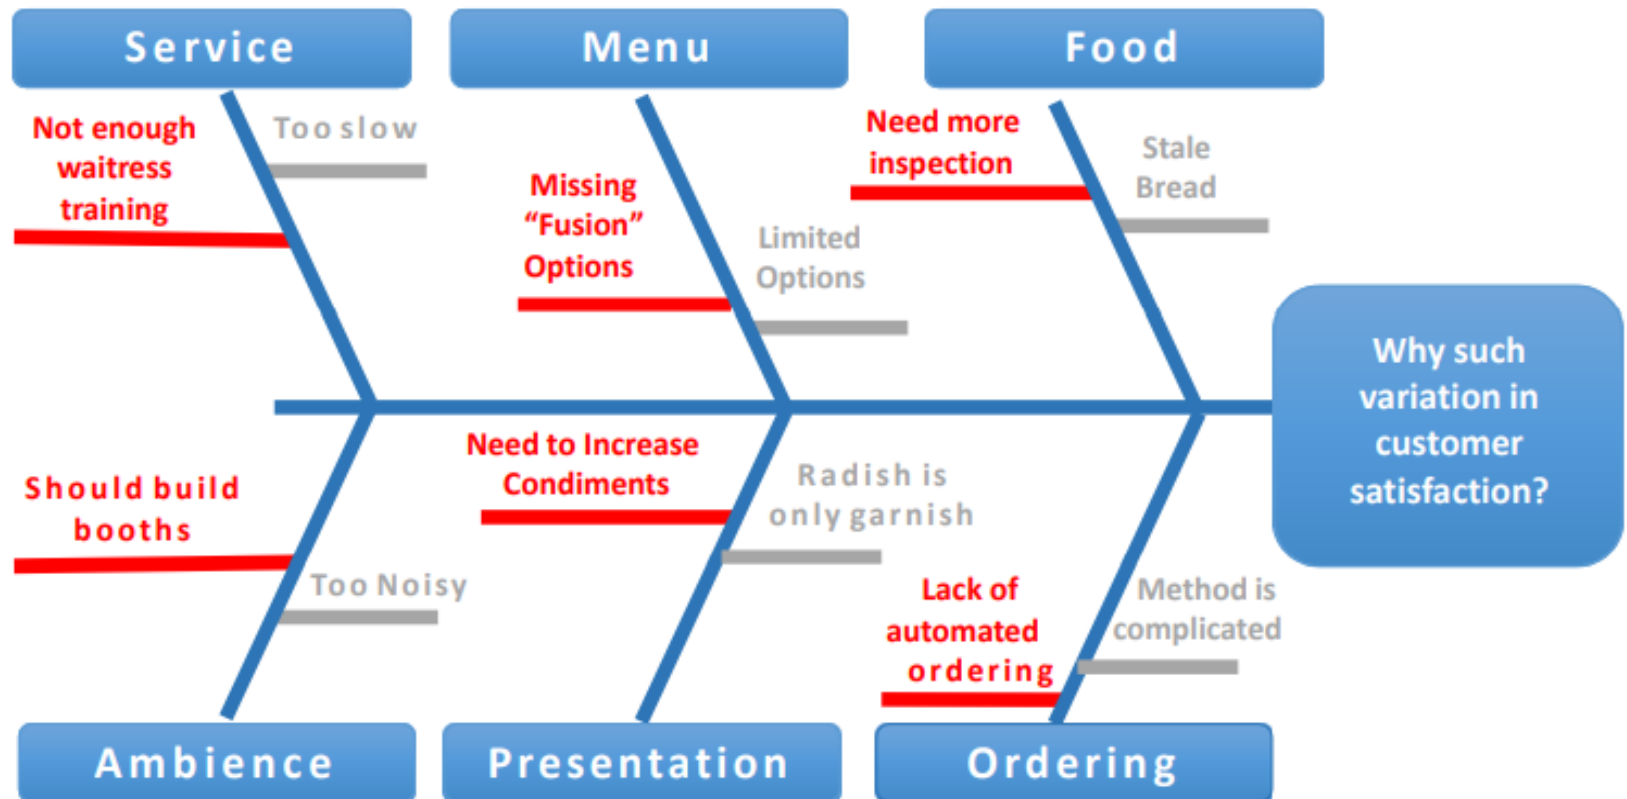 Service
Menu
Food
Not enough
waitress
training
Too slow
Missing
“Fusion”
Options
Limited
Options
Need more
inspection
Stale
Bread
Why such
variation in
customer
satisfaction?
Should build
booths
Too Noisy
Need to Increase
Condiments
Radish is
only garnish
Lack of
automated
ordering
Method is
complicated
Ambience
Presentation
Ordering